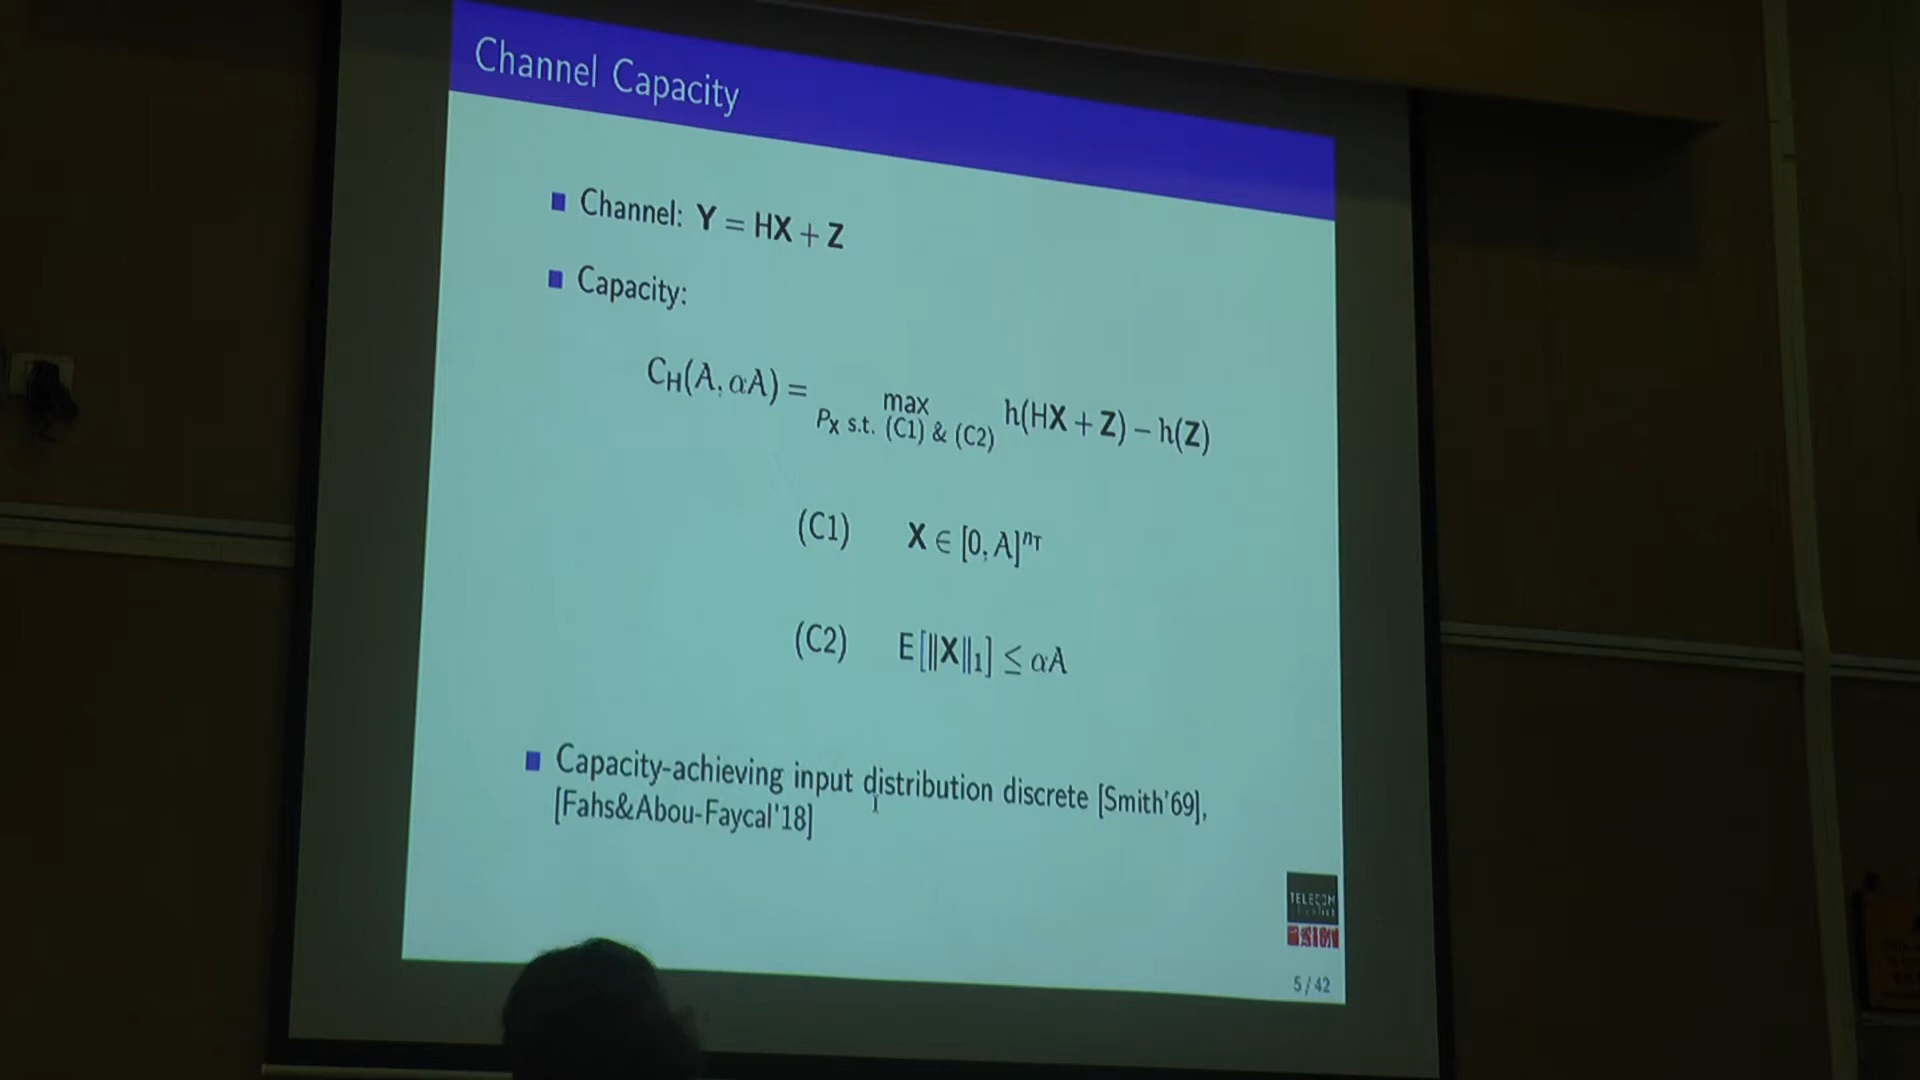 Channel Capacity
Channel: Y = HX + Z
Capacity:
C_H(A, αA) = max_{P_X s.t. (C1) & (C2)} h(HX + Z) − h(Z)
(C1) X ∈ [0, A]^{n_T}
(C2) E[‖X‖_1] ≤ αA
Capacity-achieving input distribution discrete [Smith'69],
[Fahs&Abou-Faycal'18]
TELECOM
5 / 42